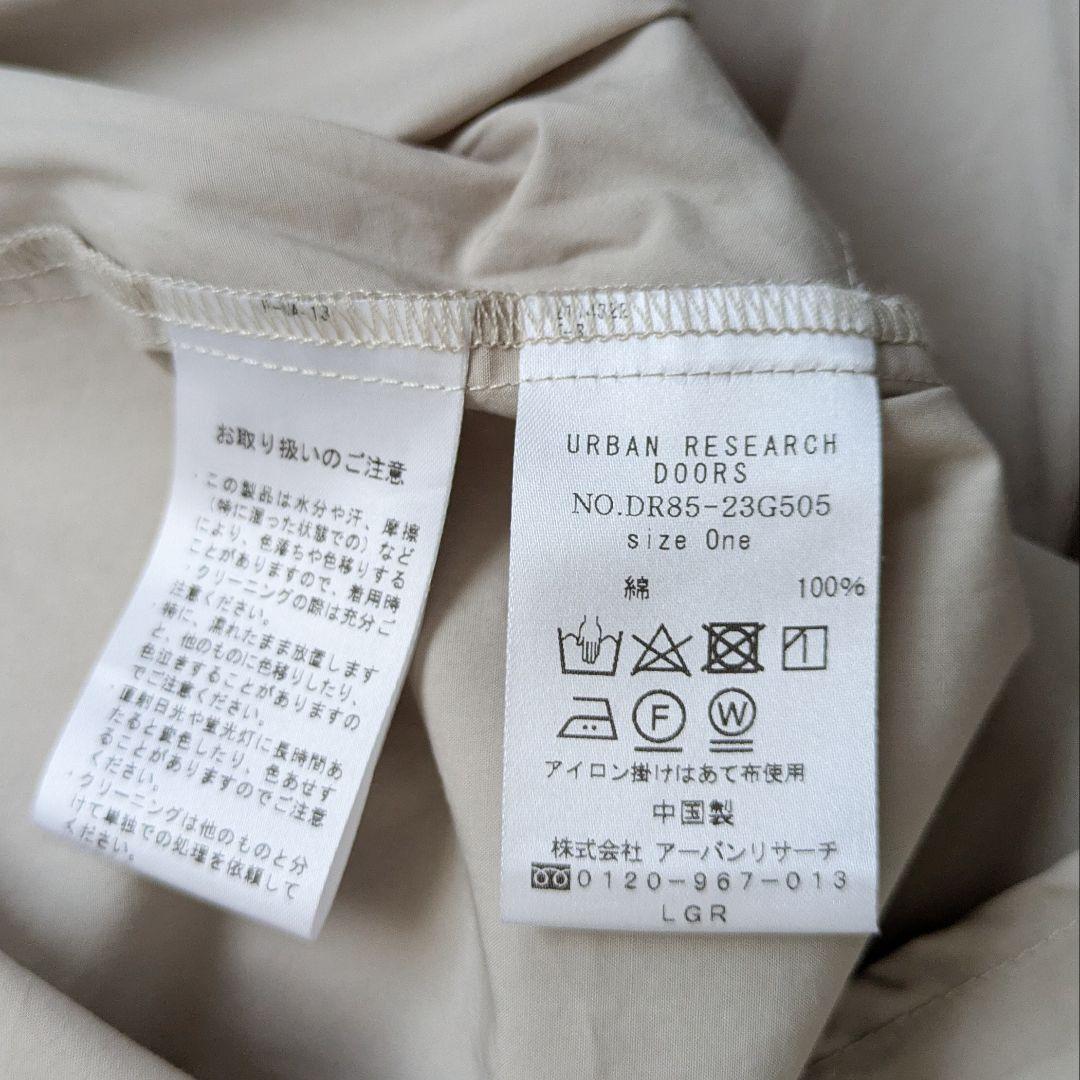 お取り扱いのご注意
・この製品は水分や汗、摩擦
(特に湿った状態での)など
により、色落ちや色移りする
ことがありますので、着用時
・クリーニングの際は充分ご
注意ください。
・特に、濡れたまま放置します
と、他のものに色移りしたり、
色泣きすることがありますの
でご注意ください。
・直射日光や蛍光灯に長時間あ
たると変色したり、色あせす
ることがありますのでご注意
ください。
・クリーニングは他のものと分
けて単独での処理を依頼して
ください。
URBAN RESEARCH
DOORS
NO.DR85-23G505
size One
綿 100%
F W
アイロン掛けはあて布使用
中国製
株式会社 アーバンリサーチ
0120-967-013
LGR